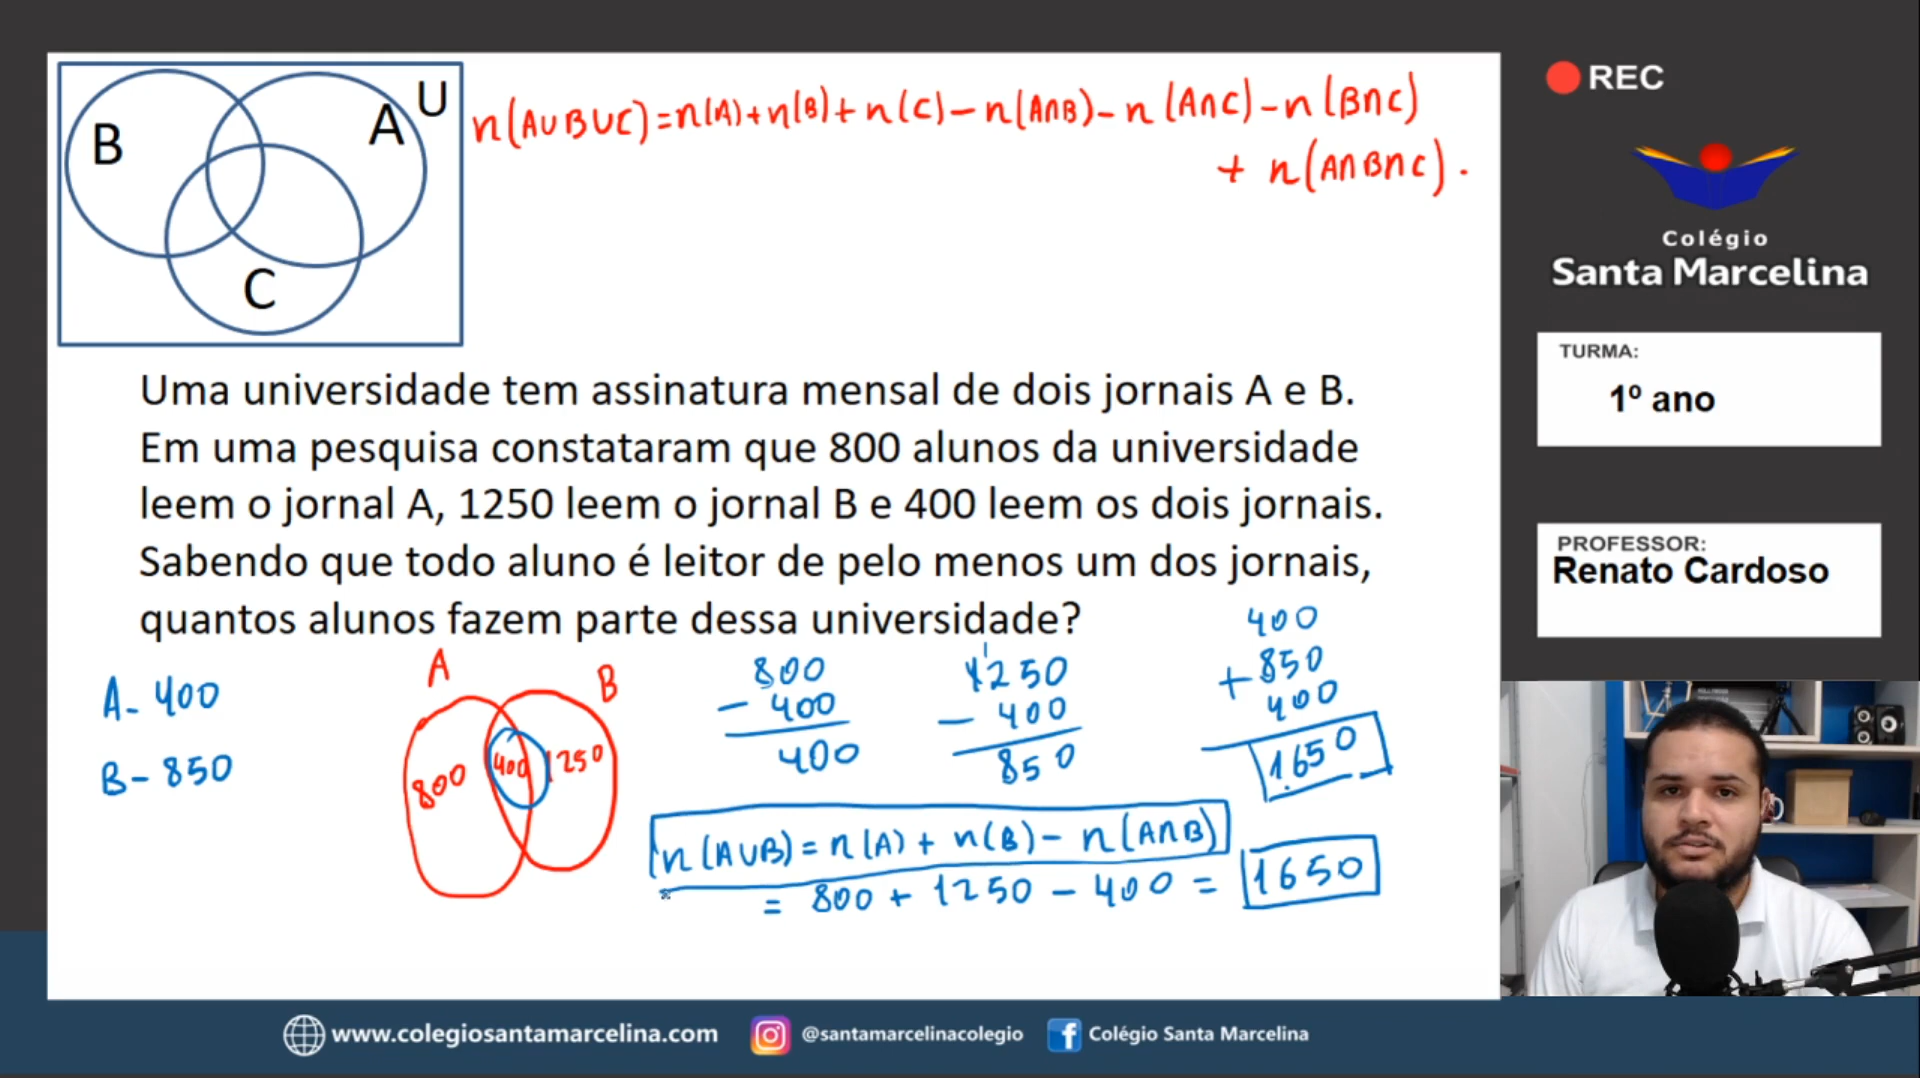 B
A
U
C
n(A∪B∪C)=n(A)+n(B)+n(C)-n(A∩B)-n(A∩C)-n(B∩C)
+ n(A∩B∩C).
Uma universidade tem assinatura mensal de dois jornais A e B.
Em uma pesquisa constataram que 800 alunos da universidade
leem o jornal A, 1250 leem o jornal B e 400 leem os dois jornais.
Sabendo que todo aluno é leitor de pelo menos um dos jornais,
quantos alunos fazem parte dessa universidade?
A- 400
B- 850
A
B
800
400
1250
800
- 400
400
1250
- 400
850
400
+ 850
400
1650
n(A∪B) = n(A) + n(B) - n(A∩B)
= 800 + 1250 - 400 = 1650
REC
Colégio
Santa Marcelina
TURMA:
1º ano
PROFESSOR:
Renato Cardoso
www.colegiosantamarcelina.com
@santamarcelinacolegio
Colégio Santa Marcelina